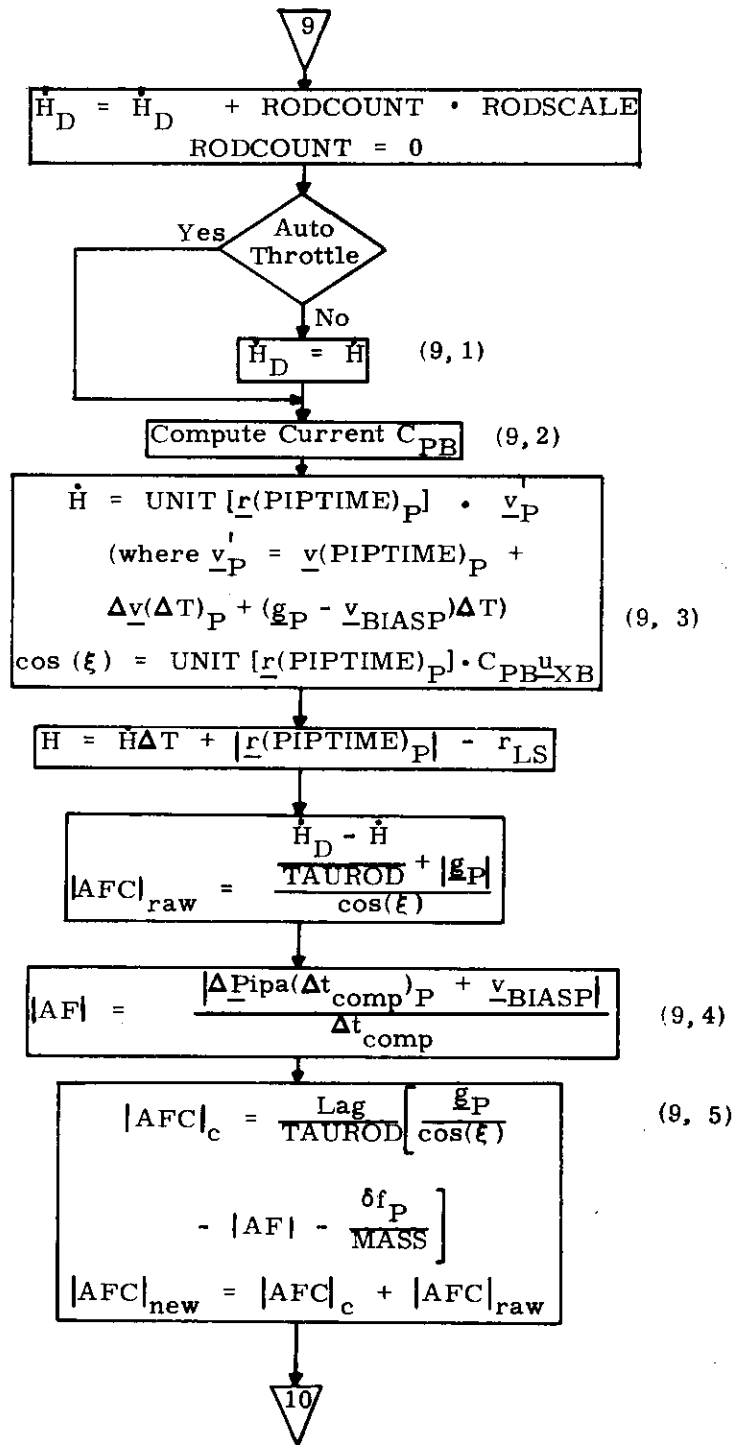 9
Ḣ_D = Ḣ_D + RODCOUNT · RODSCALE
RODCOUNT = 0
Auto
Throttle
Yes
No
Ḣ_D = Ḣ (9, 1)
Compute Current C_PB (9, 2)
Ḣ = UNIT [r(PIPTIME)_P] · v'_P
(where v'_P = v(PIPTIME)_P +
Δv(ΔT)_P + (g_P - v_BIASP)ΔT)
(9, 3)
cos (ξ) = UNIT [r(PIPTIME)_P] · C_PB u_XB
H = ḢΔT + |r(PIPTIME)_P| - r_LS
|AFC|_raw = ((Ḣ_D - Ḣ)/TAUROD + |g_P|)/cos(ξ)
|AF| = |ΔPipa(Δt_comp)_P + v_BIASP|/Δt_comp (9, 4)
|AFC|_c = Lag/TAUROD [g_P/cos(ξ) (9, 5)
- |AF| - δf_P/MASS]
|AFC|_new = |AFC|_c + |AFC|_raw
10